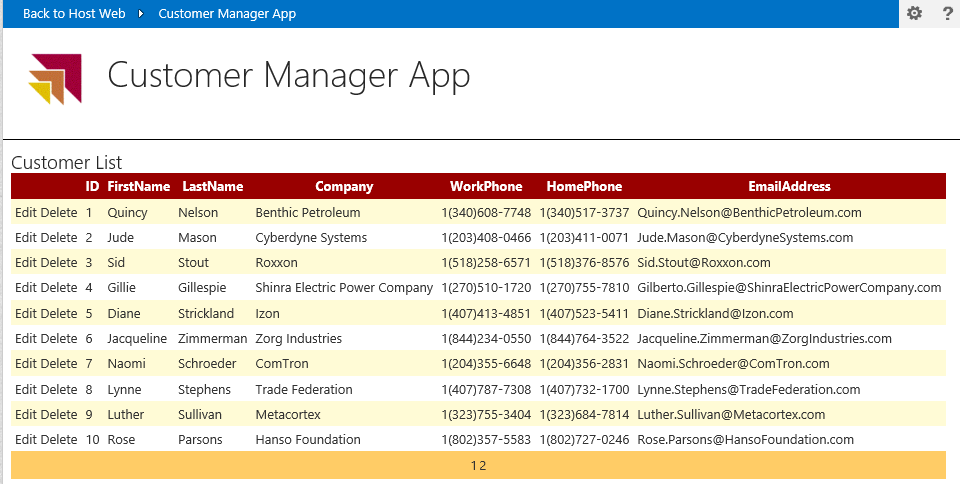 Back to Host Web Customer Manager App ?
Customer Manager App
Customer List
ID FirstName LastName Company WorkPhone HomePhone EmailAddress
Edit Delete 1 Quincy Nelson Benthic Petroleum 1(340)608-7748 1(340)517-3737 Quincy.Nelson@BenthicPetroleum.com
Edit Delete 2 Jude Mason Cyberdyne Systems 1(203)408-0466 1(203)411-0071 Jude.Mason@CyberdyneSystems.com
Edit Delete 3 Sid Stout Roxxon 1(518)258-6571 1(518)376-8576 Sid.Stout@Roxxon.com
Edit Delete 4 Gillie Gillespie Shinra Electric Power Company 1(270)510-1720 1(270)755-7810 Gilberto.Gillespie@ShinraElectricPowerCompany.com
Edit Delete 5 Diane Strickland Izon 1(407)413-4851 1(407)523-5411 Diane.Strickland@Izon.com
Edit Delete 6 Jacqueline Zimmerman Zorg Industries 1(844)234-0550 1(844)764-3522 Jacqueline.Zimmerman@ZorgIndustries.com
Edit Delete 7 Naomi Schroeder ComTron 1(204)355-6648 1(204)356-2831 Naomi.Schroeder@ComTron.com
Edit Delete 8 Lynne Stephens Trade Federation 1(407)787-7308 1(407)732-1700 Lynne.Stephens@TradeFederation.com
Edit Delete 9 Luther Sullivan Metacortex 1(323)755-3404 1(323)684-7814 Luther.Sullivan@Metacortex.com
Edit Delete 10 Rose Parsons Hanso Foundation 1(802)357-5583 1(802)727-0246 Rose.Parsons@HansoFoundation.com
1 2